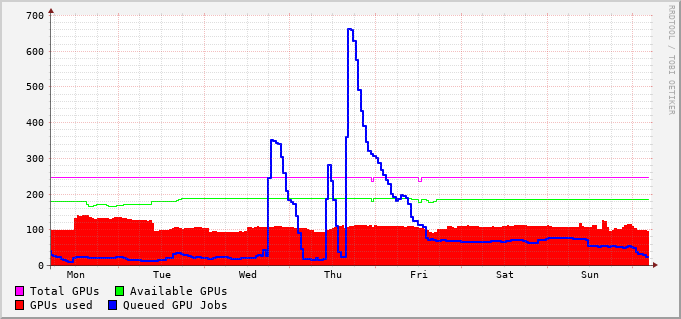 700
600
500
400
300
200
100
0
Mon Tue Wed Thu Fri Sat Sun
Total GPUs Available GPUs
GPUs used Queued GPU Jobs
RRDTOOL / TOBI OETIKER